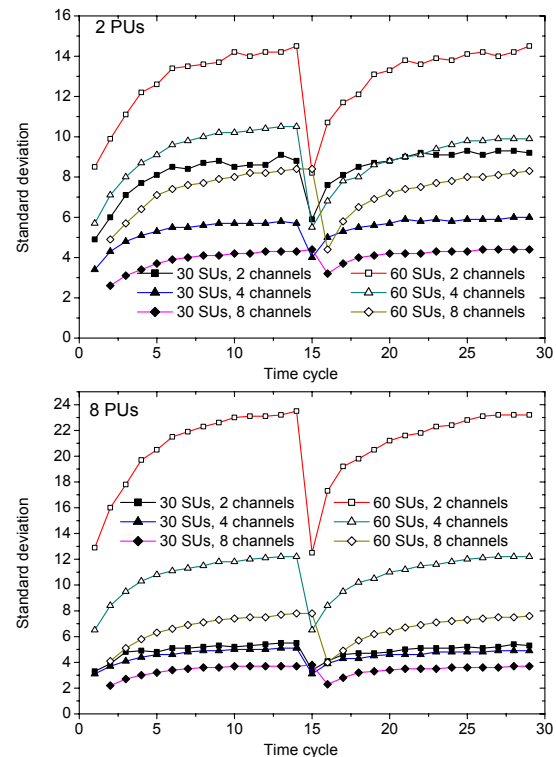 2 PUs
16
14
12
10
8
6
4
2
0
Standard deviation
30 SUs, 2 channels
60 SUs, 2 channels
30 SUs, 4 channels
60 SUs, 4 channels
30 SUs, 8 channels
60 SUs, 8 channels
0 5 10 15 20 25 30
Time cycle
8 PUs
24
22
20
18
16
14
12
10
8
6
4
2
0
Standard deviation
30 SUs, 2 channels
60 SUs, 2 channels
30 SUs, 4 channels
60 SUs, 4 channels
30 SUs, 8 channels
60 SUs, 8 channels
0 5 10 15 20 25 30
Time cycle